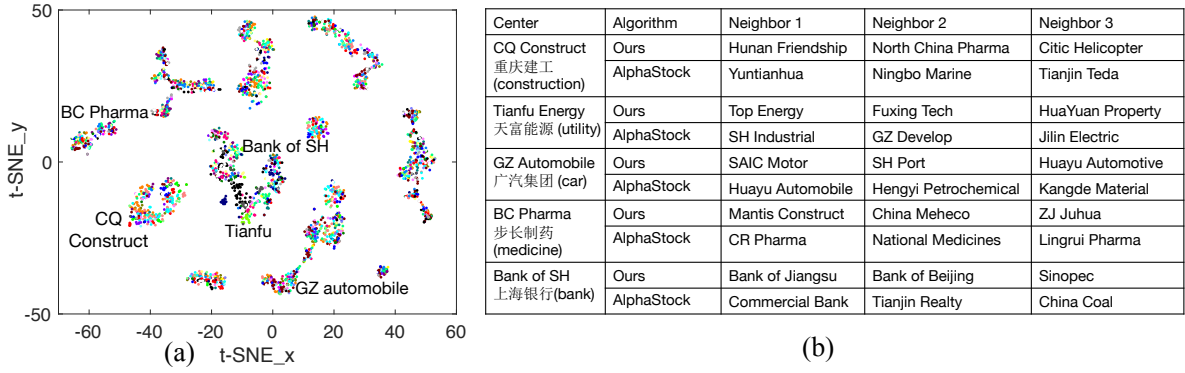 50
0
-50
t-SNE_y
BC Pharma
Bank of SH
CQ
Construct
Tianfu
GZ automobile
-60 -40 -20 0 20 40 60
(a) t-SNE_x
Center Algorithm Neighbor 1 Neighbor 2 Neighbor 3
CQ Construct
重庆建工
(construction)
Ours Hunan Friendship North China Pharma Citic Helicopter
AlphaStock Yuntianhua Ningbo Marine Tianjin Teda
Tianfu Energy
天富能源 (utility)
Ours Top Energy Fuxing Tech HuaYuan Property
AlphaStock SH Industrial GZ Develop Jilin Electric
GZ Automobile
广汽集团 (car)
Ours SAIC Motor SH Port Huayu Automotive
AlphaStock Huayu Automobile Hengyi Petrochemical Kangde Material
BC Pharma
步长制药
(medicine)
Ours Mantis Construct China Meheco ZJ Juhua
AlphaStock CR Pharma National Medicines Lingrui Pharma
Bank of SH
上海银行(bank)
Ours Bank of Jiangsu Bank of Beijing Sinopec
AlphaStock Commercial Bank Tianjin Realty China Coal
(b)